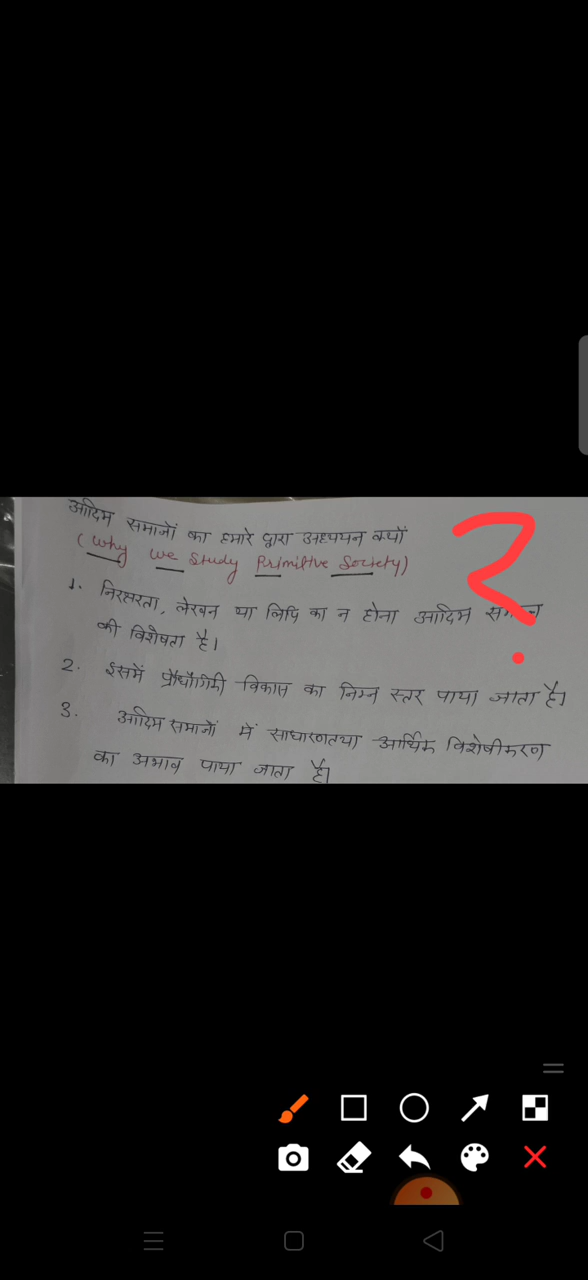 आदिम समाजों का हमारे द्वारा अध्ययन क्यों ?
(Why we study Primitive Society)
1. निरक्षरता, लेखन या लिपि का न होना आदिम
की विशेषता है।
2. इसमें प्रौद्योगिकी विकास का निम्न स्तर पाया जाता है।
3. आदिम समाजों में साधारणतया आर्थिक विशेषीकरण
का अभाव पाया जाता है।